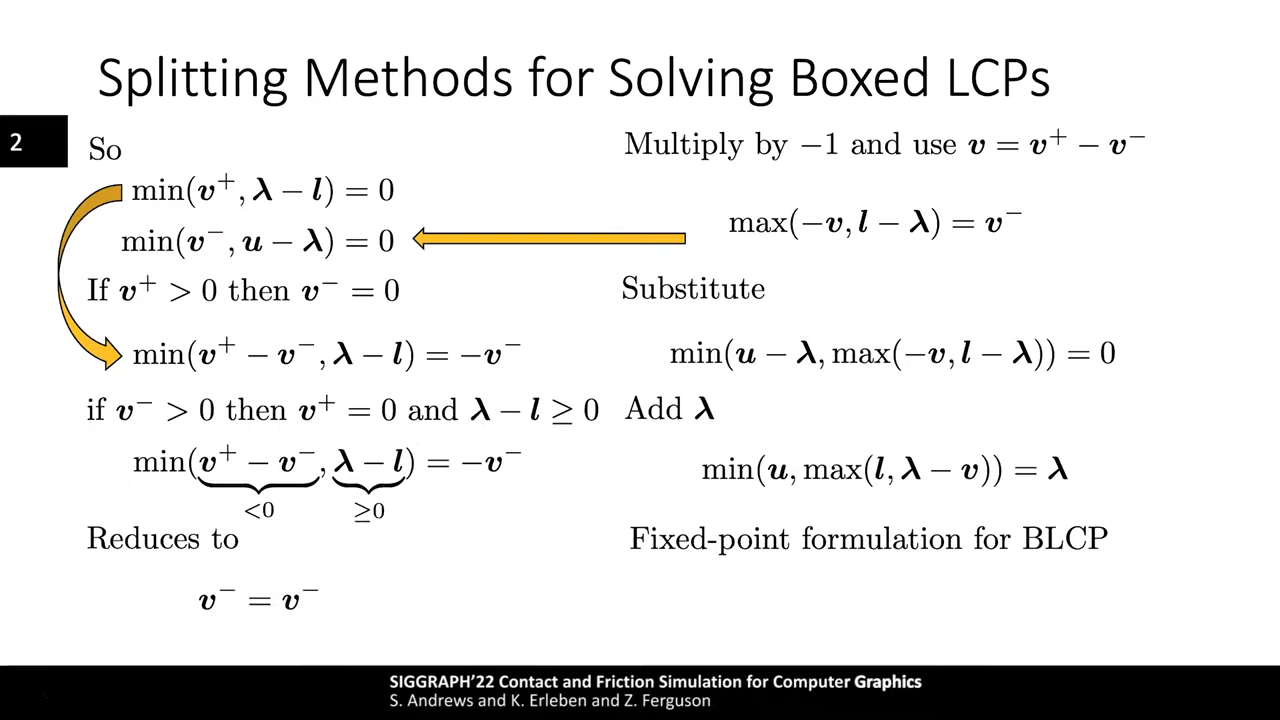 Splitting Methods for Solving Boxed LCPs
2
So
min(v⁺, λ − l) = 0
min(v⁻, u − λ) = 0
If v⁺ > 0 then v⁻ = 0
min(v⁺ − v⁻, λ − l) = −v⁻
if v⁻ > 0 then v⁺ = 0 and λ − l ≥ 0
min(v⁺ − v⁻, λ − l) = −v⁻
<0 ≥0
Reduces to
v⁻ = v⁻
Multiply by −1 and use v = v⁺ − v⁻
max(−v, l − λ) = v⁻
Substitute
min(u − λ, max(−v, l − λ)) = 0
Add λ
min(u, max(l, λ − v)) = λ
Fixed-point formulation for BLCP
SIGGRAPH'22 Contact and Friction Simulation for Computer Graphics
S. Andrews and K. Erleben and Z. Ferguson